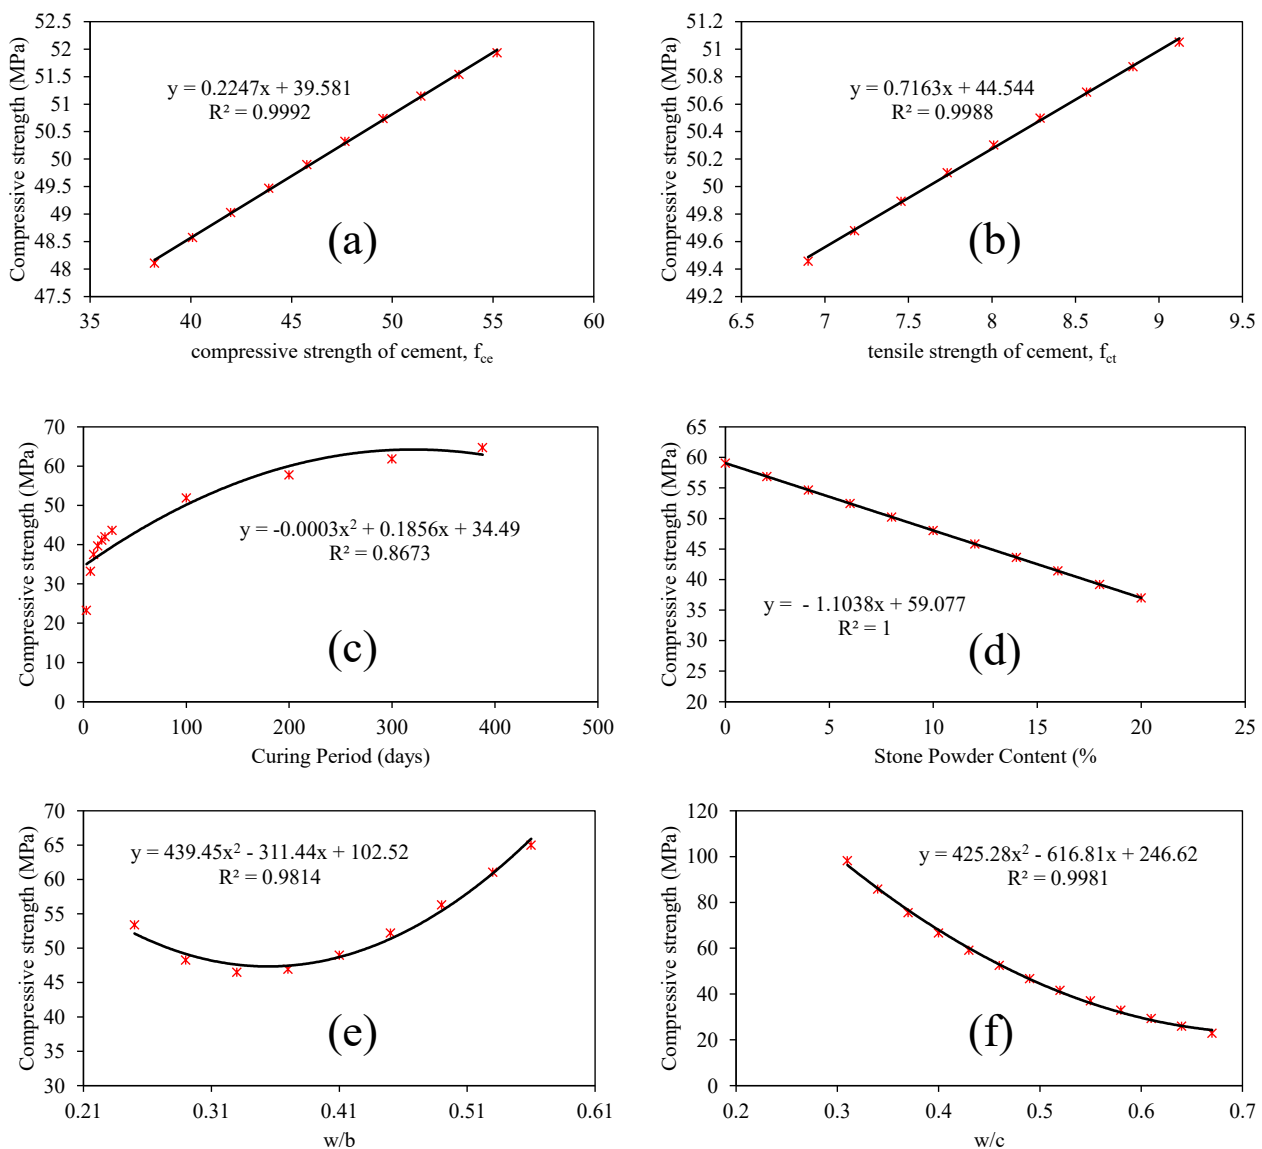 Compressive strength (MPa)
52.5
52
51.5
51
50.5
50
49.5
49
48.5
48
47.5
y = 0.2247x + 39.581
R² = 0.9992
(a)
35 40 45 50 55 60
compressive strength of cement, fce
Compressive strength (MPa)
51.2
51
50.8
50.6
50.4
50.2
50
49.8
49.6
49.4
49.2
y = 0.7163x + 44.544
R² = 0.9988
(b)
6.5 7 7.5 8 8.5 9 9.5
tensile strength of cement, fct
Compressive strength (MPa)
70
60
50
40
30
20
10
0
y = -0.0003x² + 0.1856x + 34.49
R² = 0.8673
(c)
0 100 200 300 400 500
Curing Period (days)
Compressive strength (MPa)
65
60
55
50
45
40
35
30
25
20
y = - 1.1038x + 59.077
R² = 1
(d)
0 5 10 15 20 25
Stone Powder Content (%
Compressive strength (MPa)
70
65
60
55
50
45
40
35
30
y = 439.45x² - 311.44x + 102.52
R² = 0.9814
(e)
0.21 0.31 0.41 0.51 0.61
w/b
Compressive strength (MPa)
120
100
80
60
40
20
0
y = 425.28x² - 616.81x + 246.62
R² = 0.9981
(f)
0.2 0.3 0.4 0.5 0.6 0.7
w/c